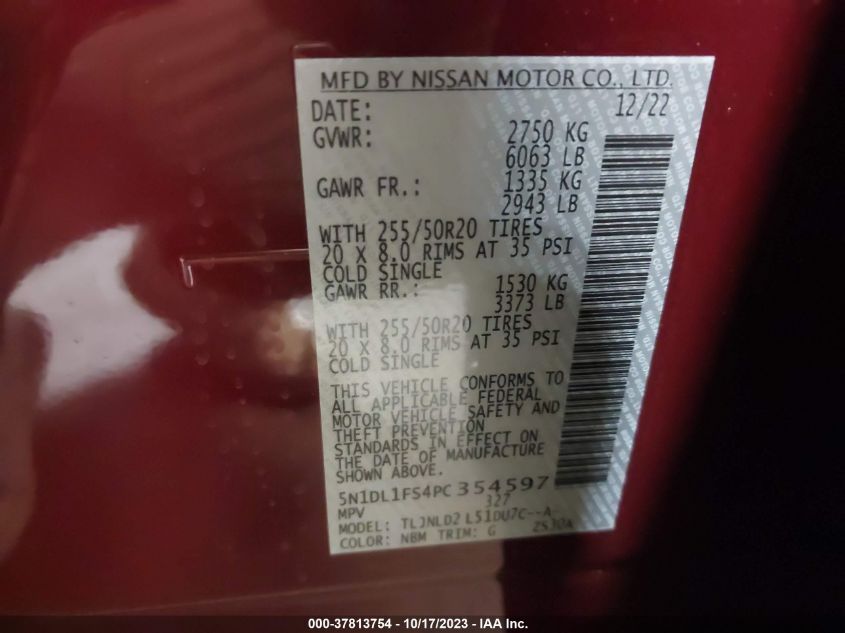 MFD BY NISSAN MOTOR CO., LTD.
DATE: 12/22
GVWR: 2750 KG
6063 LB
GAWR FR.: 1335 KG
2943 LB
WITH 255/50R20 TIRES
20 X 8.0 RIMS AT 35 PSI
COLD SINGLE
GAWR RR.: 1530 KG
3373 LB
WITH 255/50R20 TIRES
20 X 8.0 RIMS AT 35 PSI
COLD SINGLE
THIS VEHICLE CONFORMS TO
ALL APPLICABLE FEDERAL
MOTOR VEHICLE SAFETY AND
THEFT PREVENTION
STANDARDS IN EFFECT ON
THE DATE OF MANUFACTURE
SHOWN ABOVE.
5N1DL1FS4PC354597
MPV 327
MODEL: TLJNLD2 L51DU7C--A
COLOR: NBM TRIM: G ZS30A
000-37813754 - 10/17/2023 - IAA Inc.